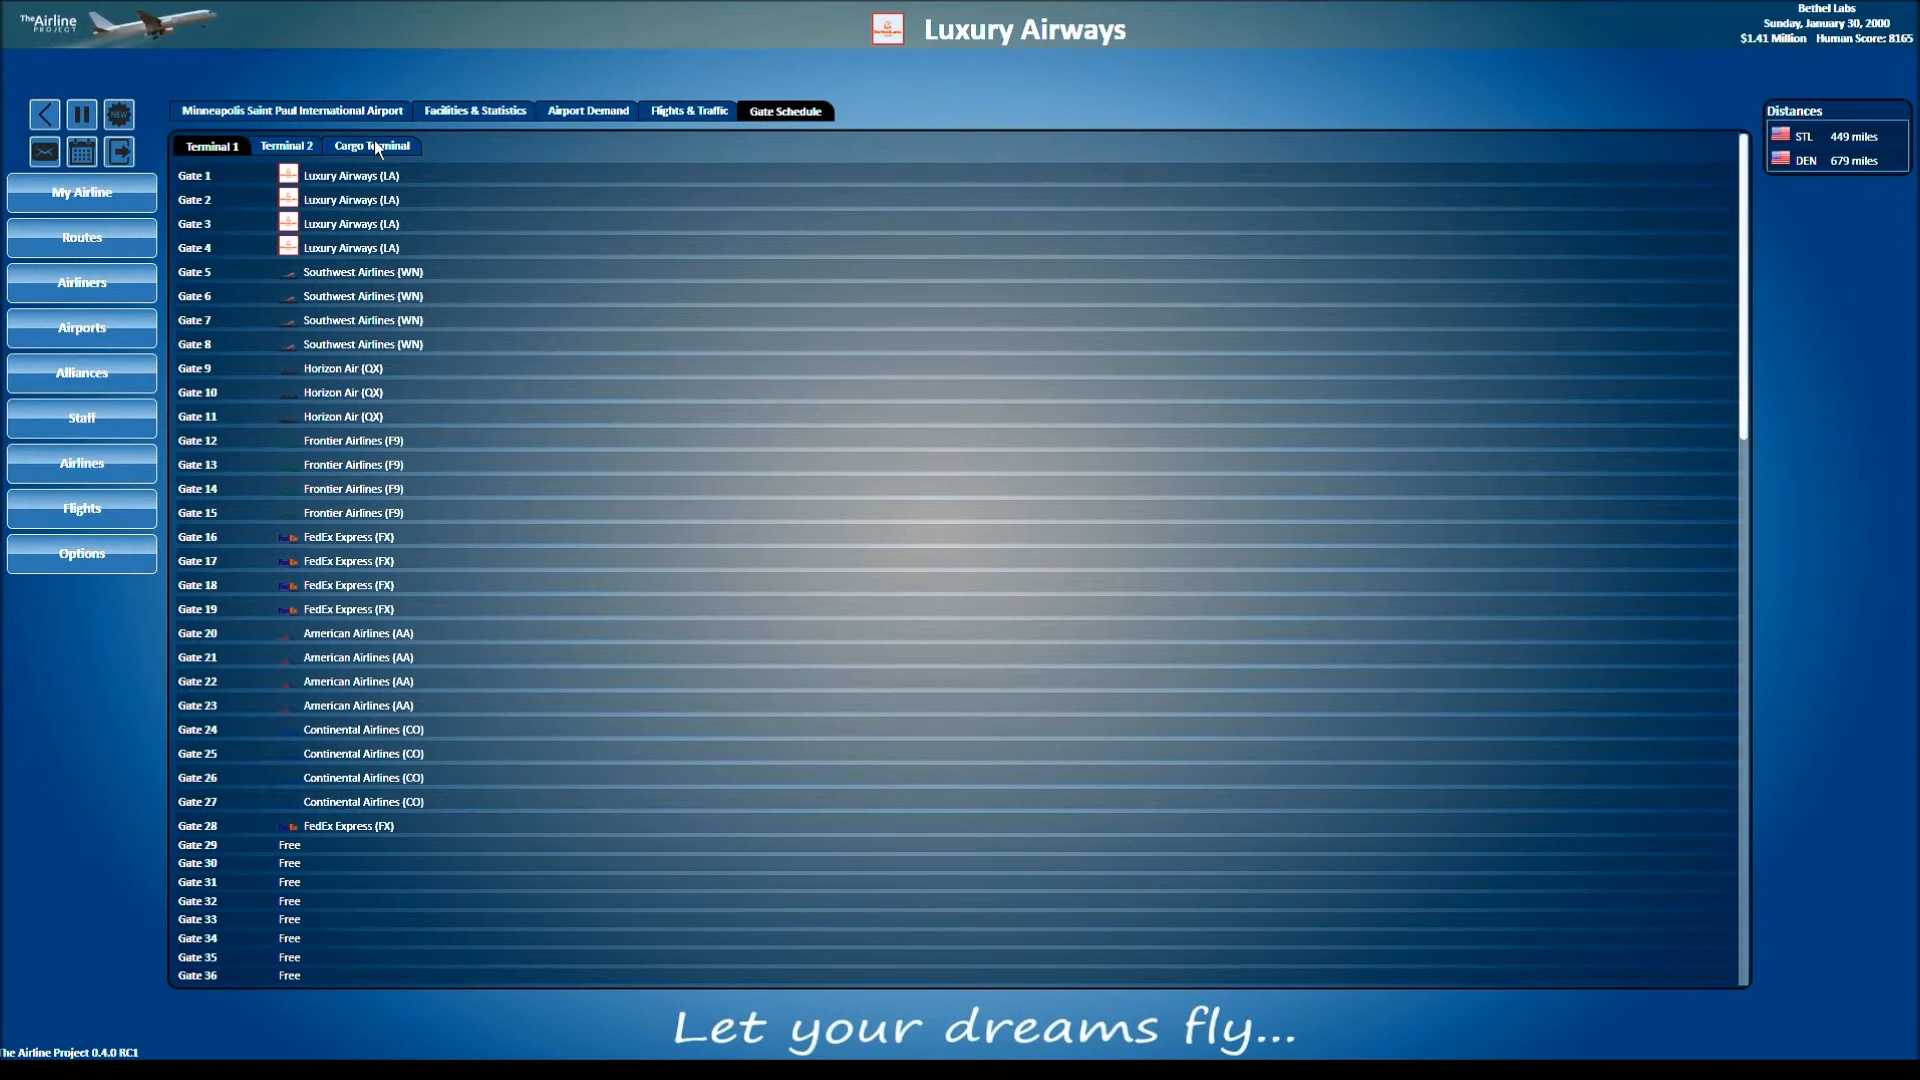 TheAirline
PROJECT
Luxury Airways
Bethel Labs
Sunday, January 30, 2000
$1.41 Million Human Score: 8165
NEW
Minneapolis Saint Paul International Airport Facilities & Statistics Airport Demand Flights & Traffic Gate Schedule
Distances
STL 449 miles
DEN 679 miles
Terminal 1 Terminal 2 Cargo Terminal
My Airline
Routes
Airliners
Airports
Alliances
Staff
Airlines
Flights
Options
Gate 1 Luxury Airways (LA)
Gate 2 Luxury Airways (LA)
Gate 3 Luxury Airways (LA)
Gate 4 Luxury Airways (LA)
Gate 5 Southwest Airlines (WN)
Gate 6 Southwest Airlines (WN)
Gate 7 Southwest Airlines (WN)
Gate 8 Southwest Airlines (WN)
Gate 9 Horizon Air (QX)
Gate 10 Horizon Air (QX)
Gate 11 Horizon Air (QX)
Gate 12 Frontier Airlines (F9)
Gate 13 Frontier Airlines (F9)
Gate 14 Frontier Airlines (F9)
Gate 15 Frontier Airlines (F9)
Gate 16 FedEx Express (FX)
Gate 17 FedEx Express (FX)
Gate 18 FedEx Express (FX)
Gate 19 FedEx Express (FX)
Gate 20 American Airlines (AA)
Gate 21 American Airlines (AA)
Gate 22 American Airlines (AA)
Gate 23 American Airlines (AA)
Gate 24 Continental Airlines (CO)
Gate 25 Continental Airlines (CO)
Gate 26 Continental Airlines (CO)
Gate 27 Continental Airlines (CO)
Gate 28 FedEx Express (FX)
Gate 29 Free
Gate 30 Free
Gate 31 Free
Gate 32 Free
Gate 33 Free
Gate 34 Free
Gate 35 Free
Gate 36 Free
Let your dreams fly...
The Airline Project 0.4.0 RC1